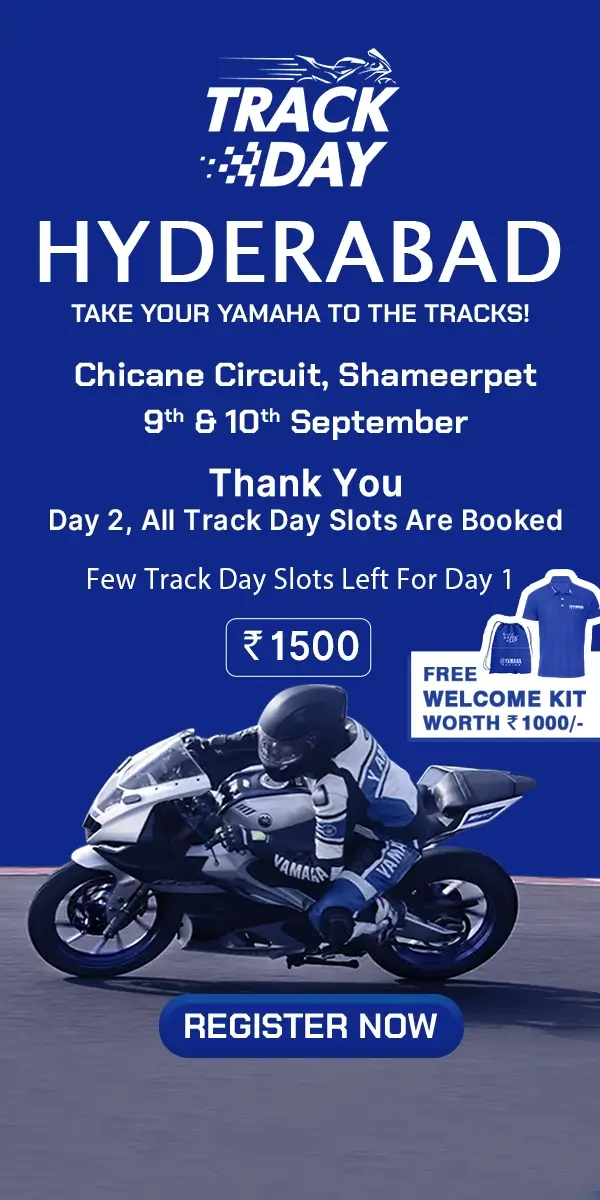 TRACK
DAY
HYDERABAD
TAKE YOUR YAMAHA TO THE TRACKS!
Chicane Circuit, Shameerpet
9th & 10th September
Thank You
Day 2, All Track Day Slots Are Booked
Few Track Day Slots Left For Day 1
₹ 1500
YAMAHA
FREE
WELCOME KIT
WORTH ₹ 1000/-
YAMAHA
YAMA
REGISTER NOW